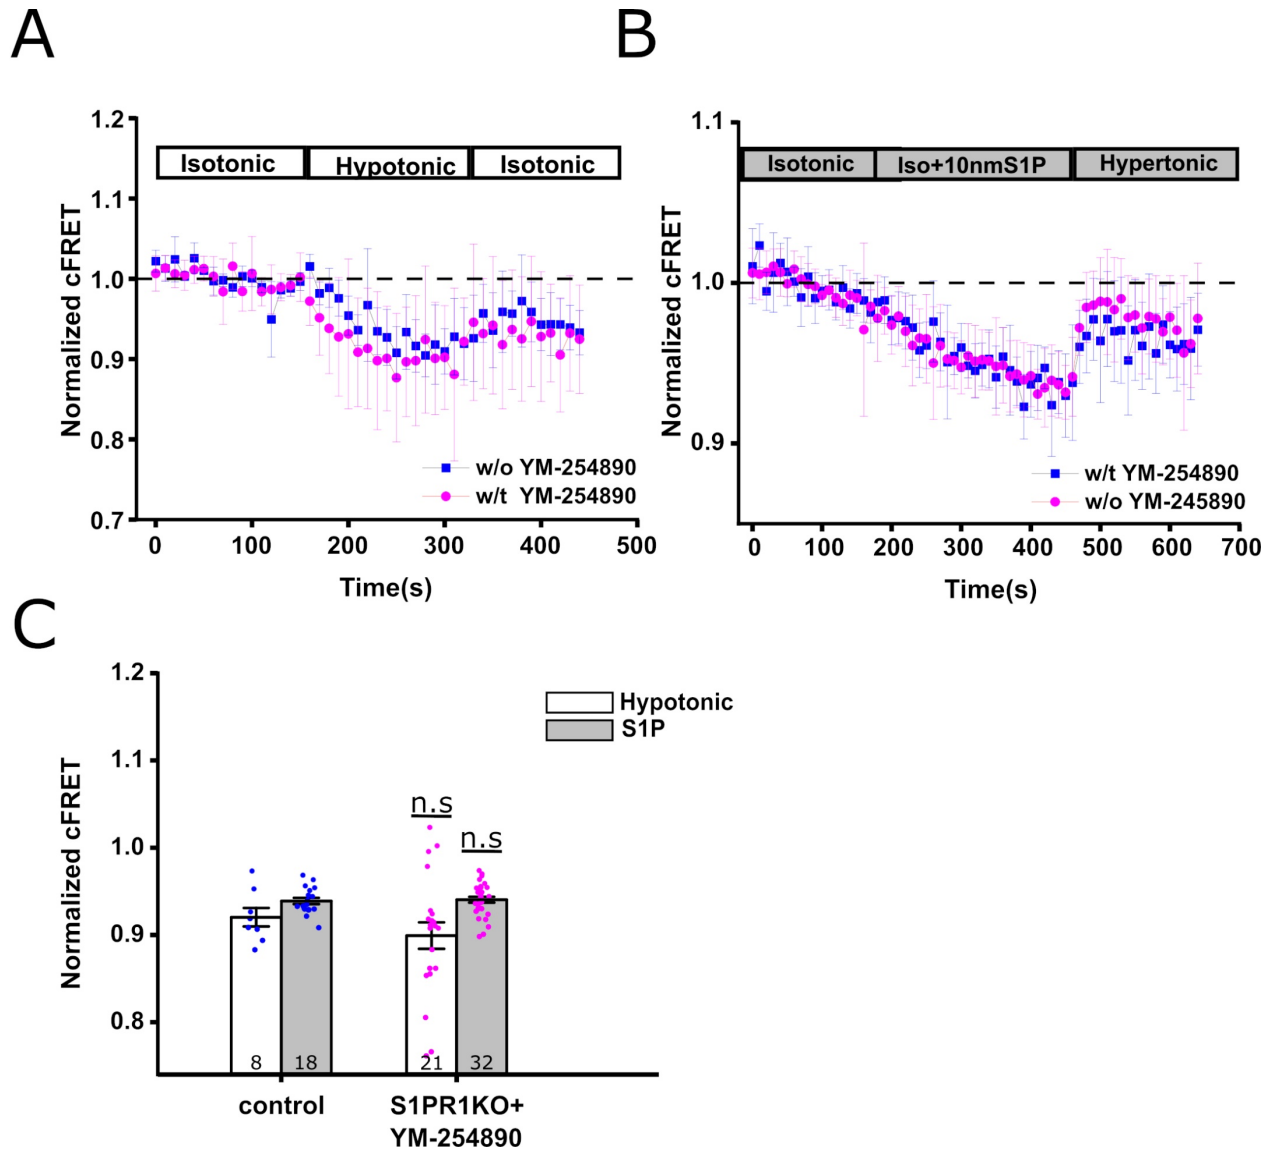 A
B
1.2
1.1
1.0
0.9
0.8
0.7
Normalized cFRET
Isotonic
Hypotonic
Isotonic
w/o YM-254890
w/t YM-254890
0 100 200 300 400 500
Time(s)
1.1
1.0
0.9
Normalized cFRET
Isotonic
Iso+10nmS1P
Hypertonic
w/t YM-254890
w/o YM-245890
0 100 200 300 400 500 600 700
Time(s)
C
1.2
1.1
1.0
0.9
0.8
Normalized cFRET
Hypotonic
S1P
n.s
n.s
8 18 21 32
control
S1PR1KO+
YM-254890